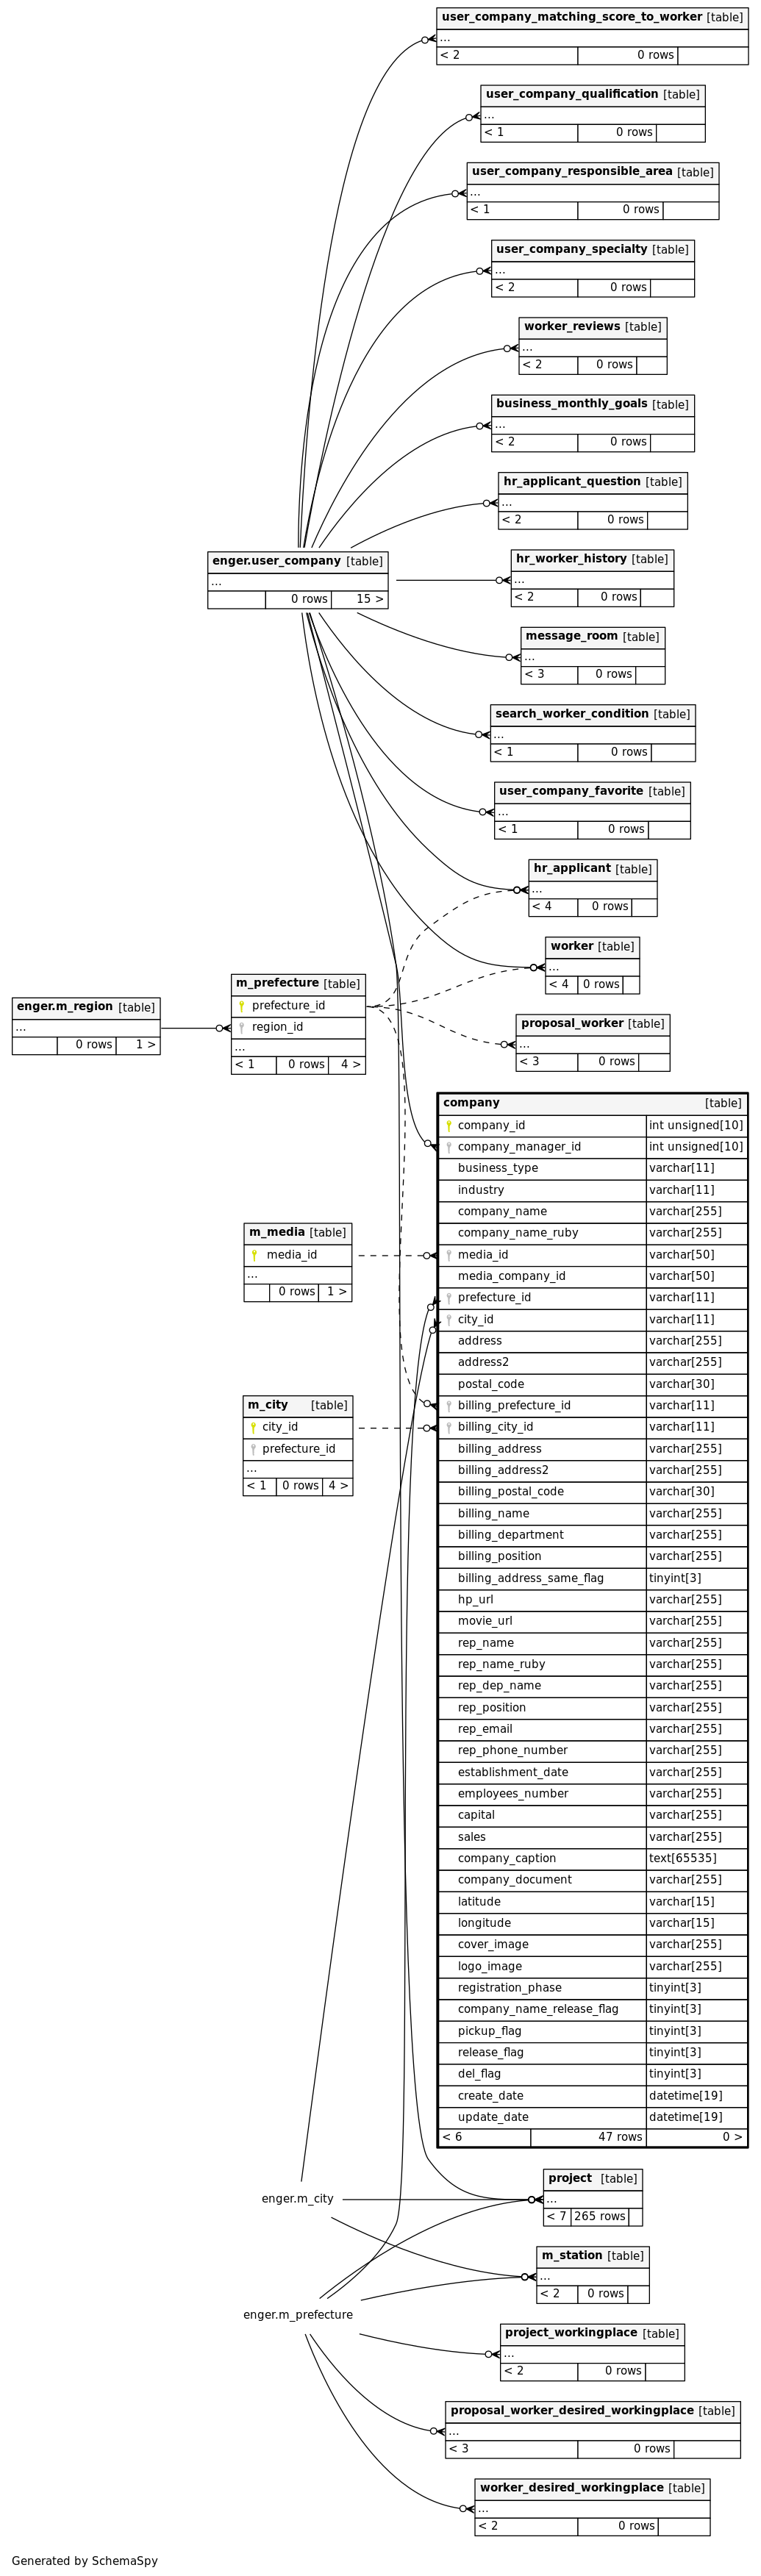 user_company_matching_score_to_worker [table]
...
< 2 0 rows
user_company_qualification [table]
...
< 1 0 rows
user_company_responsible_area [table]
...
< 1 0 rows
user_company_specialty [table]
...
< 2 0 rows
worker_reviews [table]
...
< 2 0 rows
business_monthly_goals [table]
...
< 2 0 rows
hr_applicant_question [table]
...
< 2 0 rows
enger.user_company [table]
...
0 rows 15 >
hr_worker_history [table]
...
< 2 0 rows
message_room [table]
...
< 3 0 rows
search_worker_condition [table]
...
< 1 0 rows
user_company_favorite [table]
...
< 1 0 rows
hr_applicant [table]
...
< 4 0 rows
worker [table]
...
< 4 0 rows
enger.m_region [table]
...
0 rows 1 >
m_prefecture [table]
prefecture_id
region_id
...
< 1 0 rows 4 >
proposal_worker [table]
...
< 3 0 rows
company [table]
company_id int unsigned[10]
company_manager_id int unsigned[10]
business_type varchar[11]
industry varchar[11]
company_name varchar[255]
company_name_ruby varchar[255]
media_id varchar[50]
media_company_id varchar[50]
prefecture_id varchar[11]
city_id varchar[11]
address varchar[255]
address2 varchar[255]
postal_code varchar[30]
billing_prefecture_id varchar[11]
billing_city_id varchar[11]
billing_address varchar[255]
billing_address2 varchar[255]
billing_postal_code varchar[30]
billing_name varchar[255]
billing_department varchar[255]
billing_position varchar[255]
billing_address_same_flag tinyint[3]
hp_url varchar[255]
movie_url varchar[255]
rep_name varchar[255]
rep_name_ruby varchar[255]
rep_dep_name varchar[255]
rep_position varchar[255]
rep_email varchar[255]
rep_phone_number varchar[255]
establishment_date varchar[255]
employees_number varchar[255]
capital varchar[255]
sales varchar[255]
company_caption text[65535]
company_document varchar[255]
latitude varchar[15]
longitude varchar[15]
cover_image varchar[255]
logo_image varchar[255]
registration_phase tinyint[3]
company_name_release_flag tinyint[3]
pickup_flag tinyint[3]
release_flag tinyint[3]
del_flag tinyint[3]
create_date datetime[19]
update_date datetime[19]
< 6 47 rows 0 >
m_media [table]
media_id
...
0 rows 1 >
m_city [table]
city_id
prefecture_id
...
< 1 0 rows 4 >
enger.m_city
project [table]
...
< 7 265 rows
m_station [table]
...
< 2 0 rows
enger.m_prefecture
project_workingplace [table]
...
< 2 0 rows
proposal_worker_desired_workingplace [table]
...
< 3 0 rows
worker_desired_workingplace [table]
...
< 2 0 rows
Generated by SchemaSpy